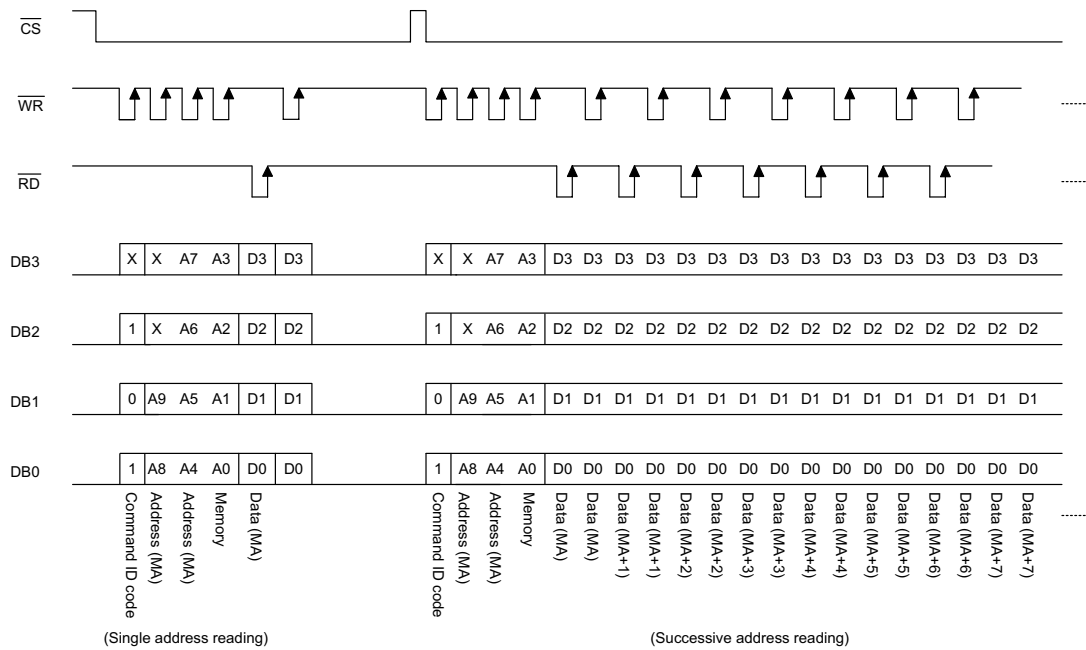 CS
WR
RD
DB3 X X A7 A3 D3 D3 X X A7 A3 D3 D3 D3 D3 D3 D3 D3 D3 D3 D3 D3 D3 D3 D3 D3 D3
DB2 1 X A6 A2 D2 D2 1 X A6 A2 D2 D2 D2 D2 D2 D2 D2 D2 D2 D2 D2 D2 D2 D2 D2 D2
DB1 0 A9 A5 A1 D1 D1 0 A9 A5 A1 D1 D1 D1 D1 D1 D1 D1 D1 D1 D1 D1 D1 D1 D1 D1 D1
DB0 1 A8 A4 A0 D0 D0 1 A8 A4 A0 D0 D0 D0 D0 D0 D0 D0 D0 D0 D0 D0 D0 D0 D0 D0 D0
Command ID code
Address (MA)
Address (MA)
Memory
Data (MA)
Command ID code
Address (MA)
Address (MA)
Memory
Data (MA)
Data (MA)
Data (MA+1)
Data (MA+1)
Data (MA+2)
Data (MA+2)
Data (MA+3)
Data (MA+3)
Data (MA+4)
Data (MA+4)
Data (MA+5)
Data (MA+5)
Data (MA+6)
Data (MA+6)
Data (MA+7)
Data (MA+7)
(Single address reading)
(Successive address reading)